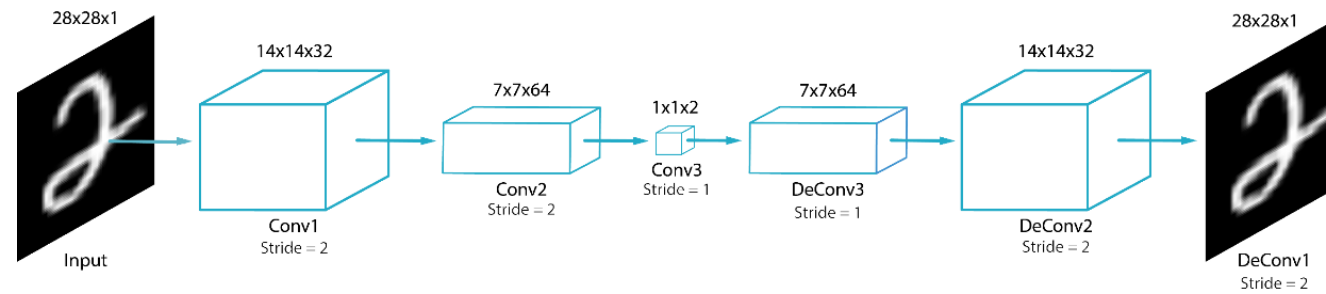 28x28x1
Input
14x14x32
Conv1
Stride = 2
7x7x64
Conv2
Stride = 2
1x1x2
Conv3
Stride = 1
7x7x64
DeConv3
Stride = 1
14x14x32
DeConv2
Stride = 2
28x28x1
DeConv1
Stride = 2